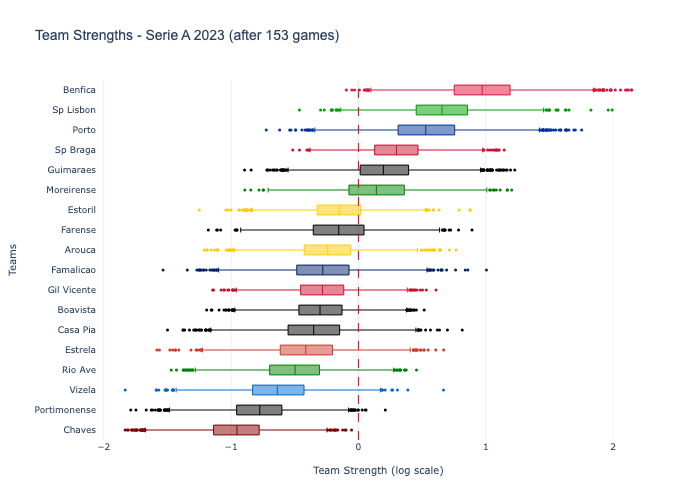 Team Strengths - Serie A 2023 (after 153 games)
Benfica
Sp Lisbon
Porto
Sp Braga
Guimaraes
Moreirense
Estoril
Farense
Arouca
Famalicao
Gil Vicente
Boavista
Casa Pia
Estrela
Rio Ave
Vizela
Portimonense
Chaves
Teams
−2
−1
0
1
2
Team Strength (log scale)